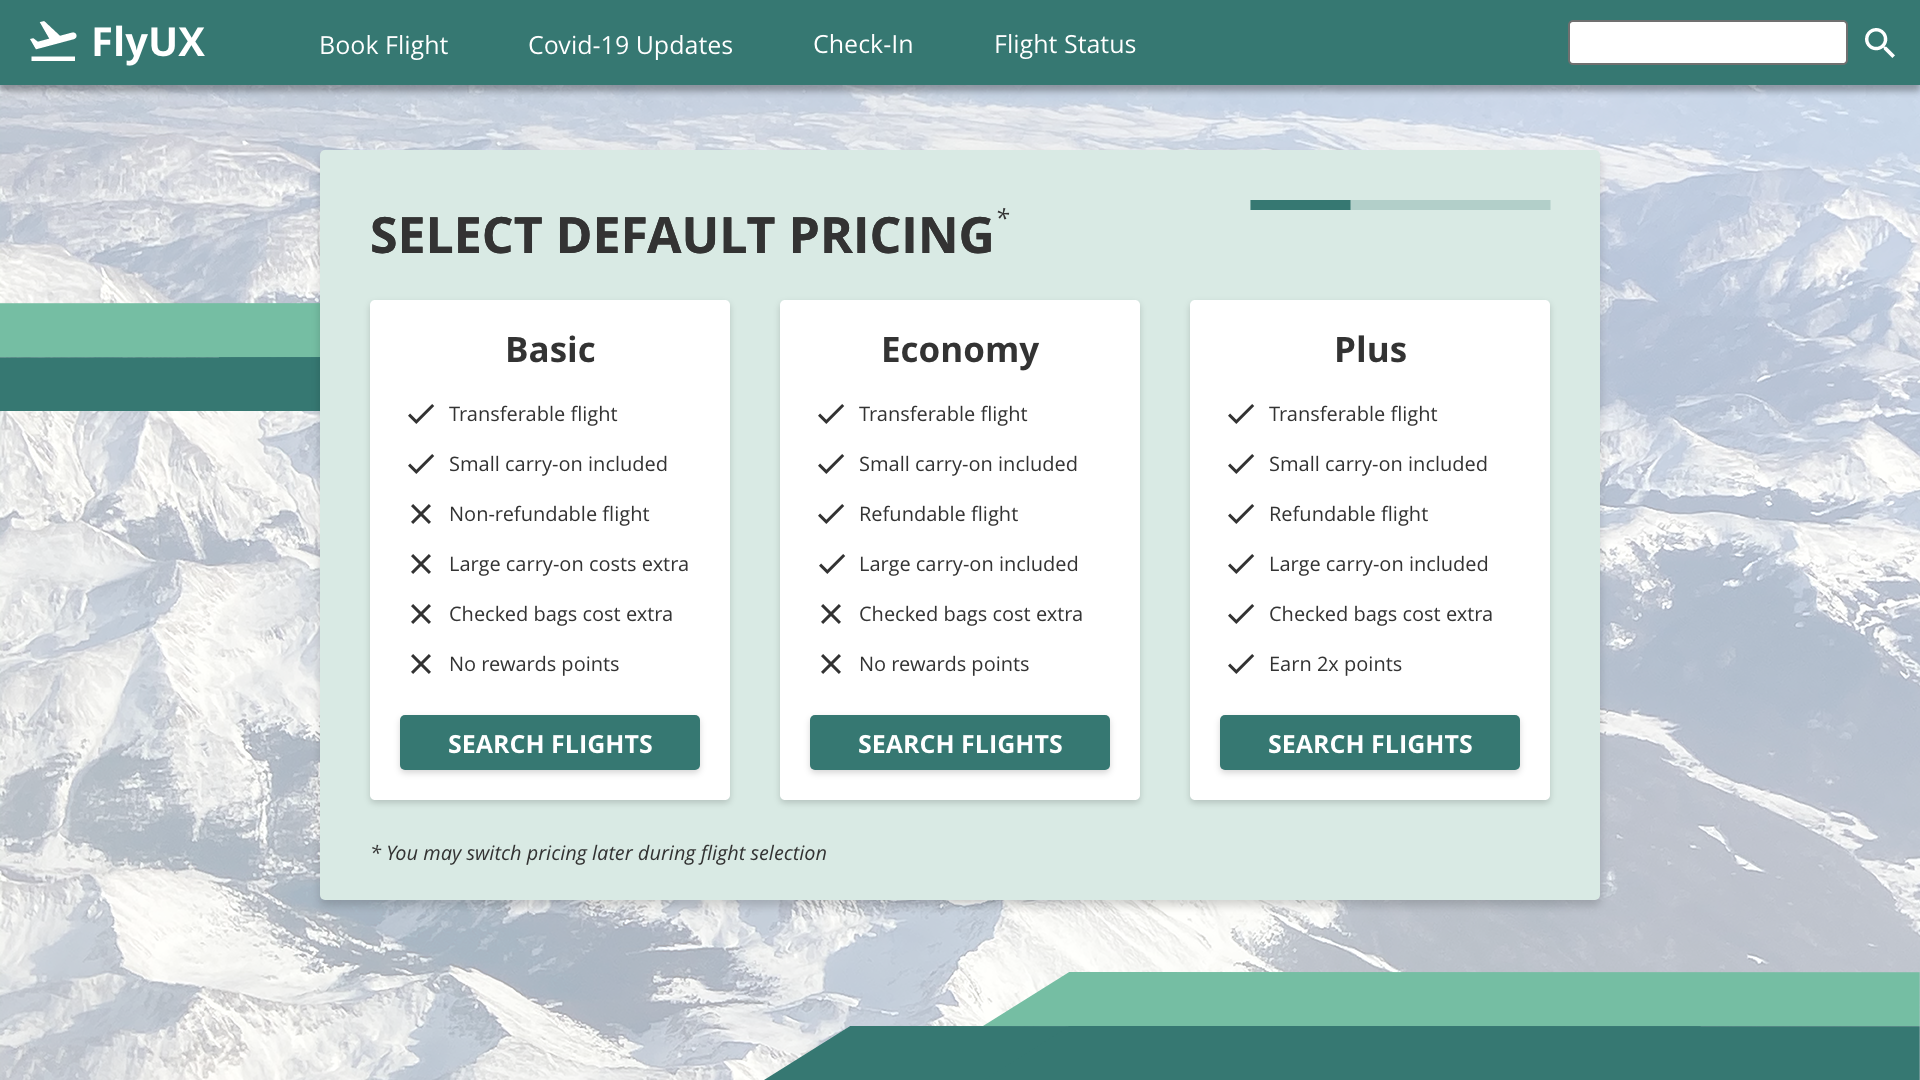 FlyUX
Book Flight
Covid-19 Updates
Check-In
Flight Status
SELECT DEFAULT PRICING*
Basic
Transferable flight
Small carry-on included
Non-refundable flight
Large carry-on costs extra
Checked bags cost extra
No rewards points
SEARCH FLIGHTS
Economy
Transferable flight
Small carry-on included
Refundable flight
Large carry-on included
Checked bags cost extra
No rewards points
SEARCH FLIGHTS
Plus
Transferable flight
Small carry-on included
Refundable flight
Large carry-on included
Checked bags cost extra
Earn 2x points
SEARCH FLIGHTS
* You may switch pricing later during flight selection